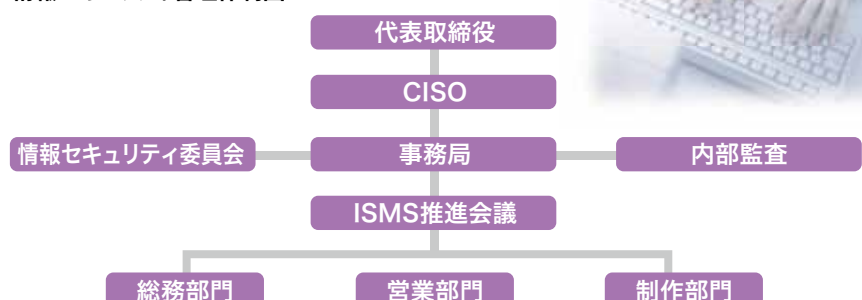 代表取締役
CISO
情報セキュリティ委員会
事務局
内部監査
ISMS推進会議
総務部門
営業部門
制作部門